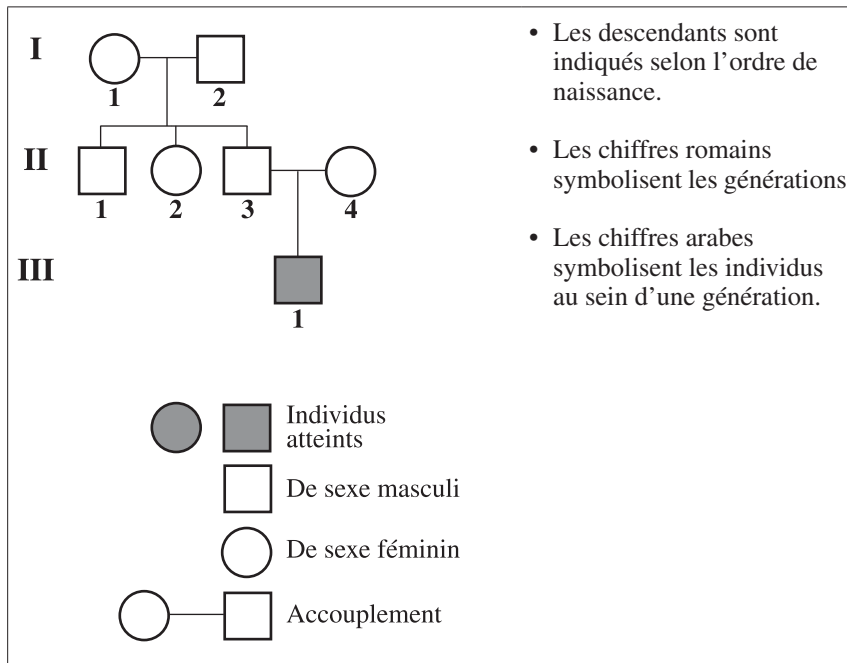 I
1
2
II
1
2
3
4
III
1
• Les descendants sont
indiqués selon l'ordre de
naissance.
• Les chiffres romains
symbolisent les générations
• Les chiffres arabes
symbolisent les individus
au sein d'une génération.
Individus
atteints
De sexe masculi
De sexe féminin
Accouplement